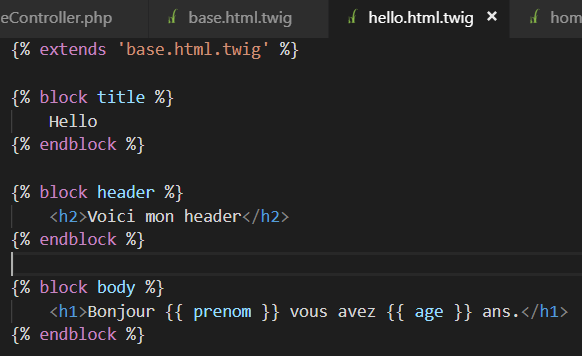 eController.php base.html.twig hello.html.twig × hom
{% extends 'base.html.twig' %}
{% block title %}
Hello
{% endblock %}
{% block header %}
<h2>Voici mon header</h2>
{% endblock %}
{% block body %}
<h1>Bonjour {{ prenom }} vous avez {{ age }} ans.</h1>
{% endblock %}